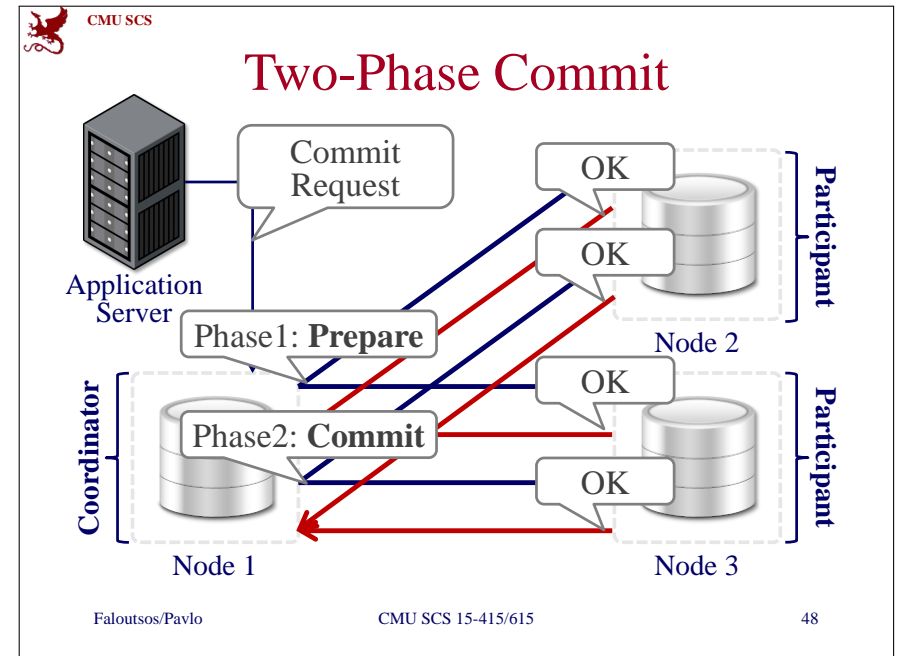 CMU SCS
Two-Phase Commit
Commit
Request
OK
OK
Participant
Application
Server
Node 2
Phase1: Prepare
OK
Coordinator
Phase2: Commit
OK
Participant
Node 1
Node 3
Faloutsos/Pavlo
CMU SCS 15-415/615
48